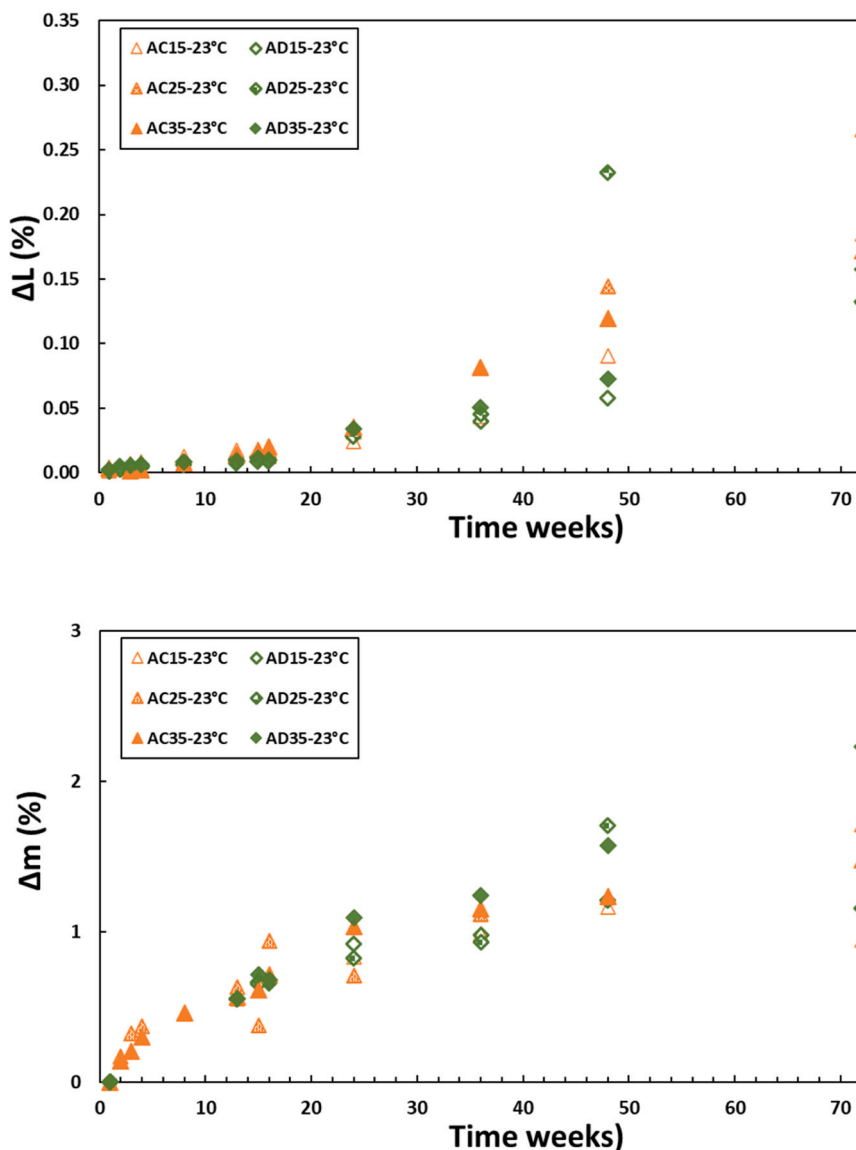 0.35
0.30
0.25
0.20
0.15
0.10
0.05
0.00
ΔL (%)
AC15-23°C AD15-23°C
AC25-23°C AD25-23°C
AC35-23°C AD35-23°C
0 10 20 30 40 50 60 70
Time weeks)
3
2
1
0
Δm (%)
AC15-23°C AD15-23°C
AC25-23°C AD25-23°C
AC35-23°C AD35-23°C
0 10 20 30 40 50 60 70
Time weeks)